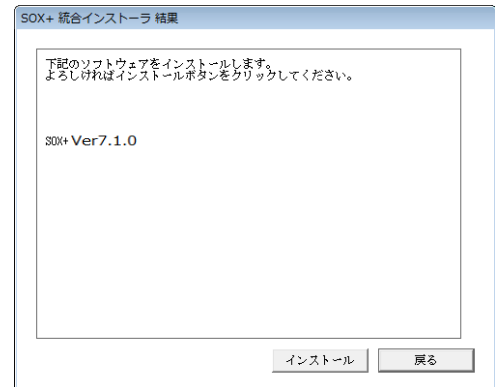 SOX+ 統合インストーラ 結果
下記のソフトウェアをインストールします。
よろしければインストールボタンをクリックしてください。
SOX+ Ver7.1.0
インストール 戻る